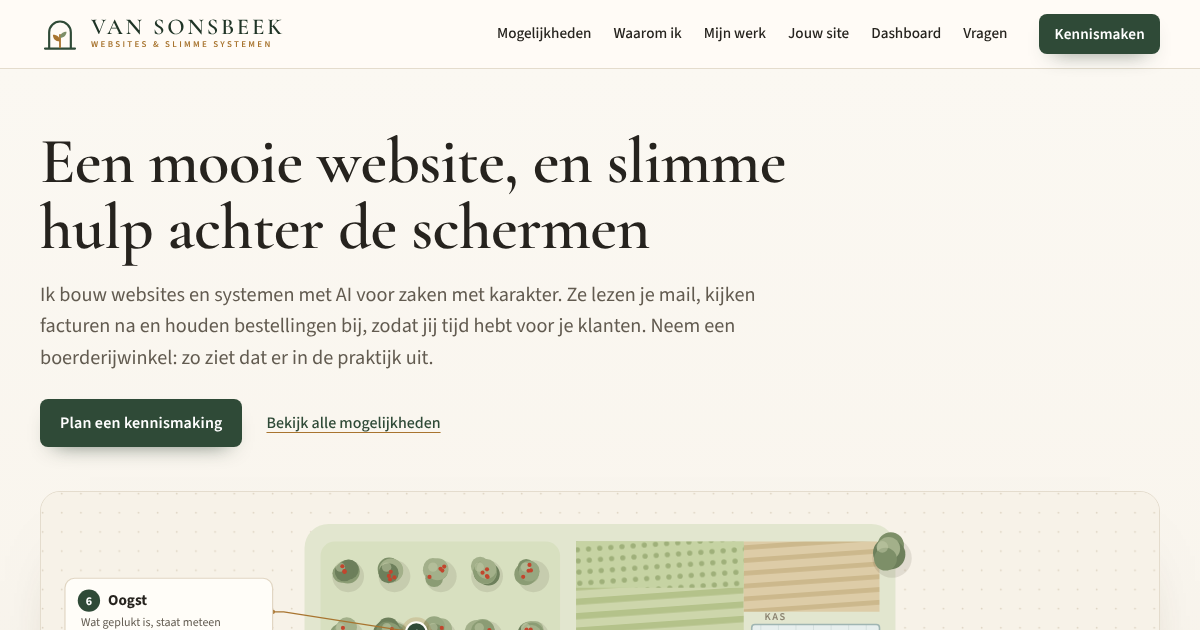 VAN SONSBEEK
WEBSITES & SLIMME SYSTEMEN
Mogelijkheden Waarom ik Mijn werk Jouw site Dashboard Vragen Kennismaken
Een mooie website, en slimme
hulp achter de schermen
Ik bouw websites en systemen met AI voor zaken met karakter. Ze lezen je mail, kijken
facturen na en houden bestellingen bij, zodat jij tijd hebt voor je klanten. Neem een
boerderijwinkel: zo ziet dat er in de praktijk uit.
Plan een kennismaking Bekijk alle mogelijkheden
6 Oogst
Wat geplukt is, staat meteen
KAS